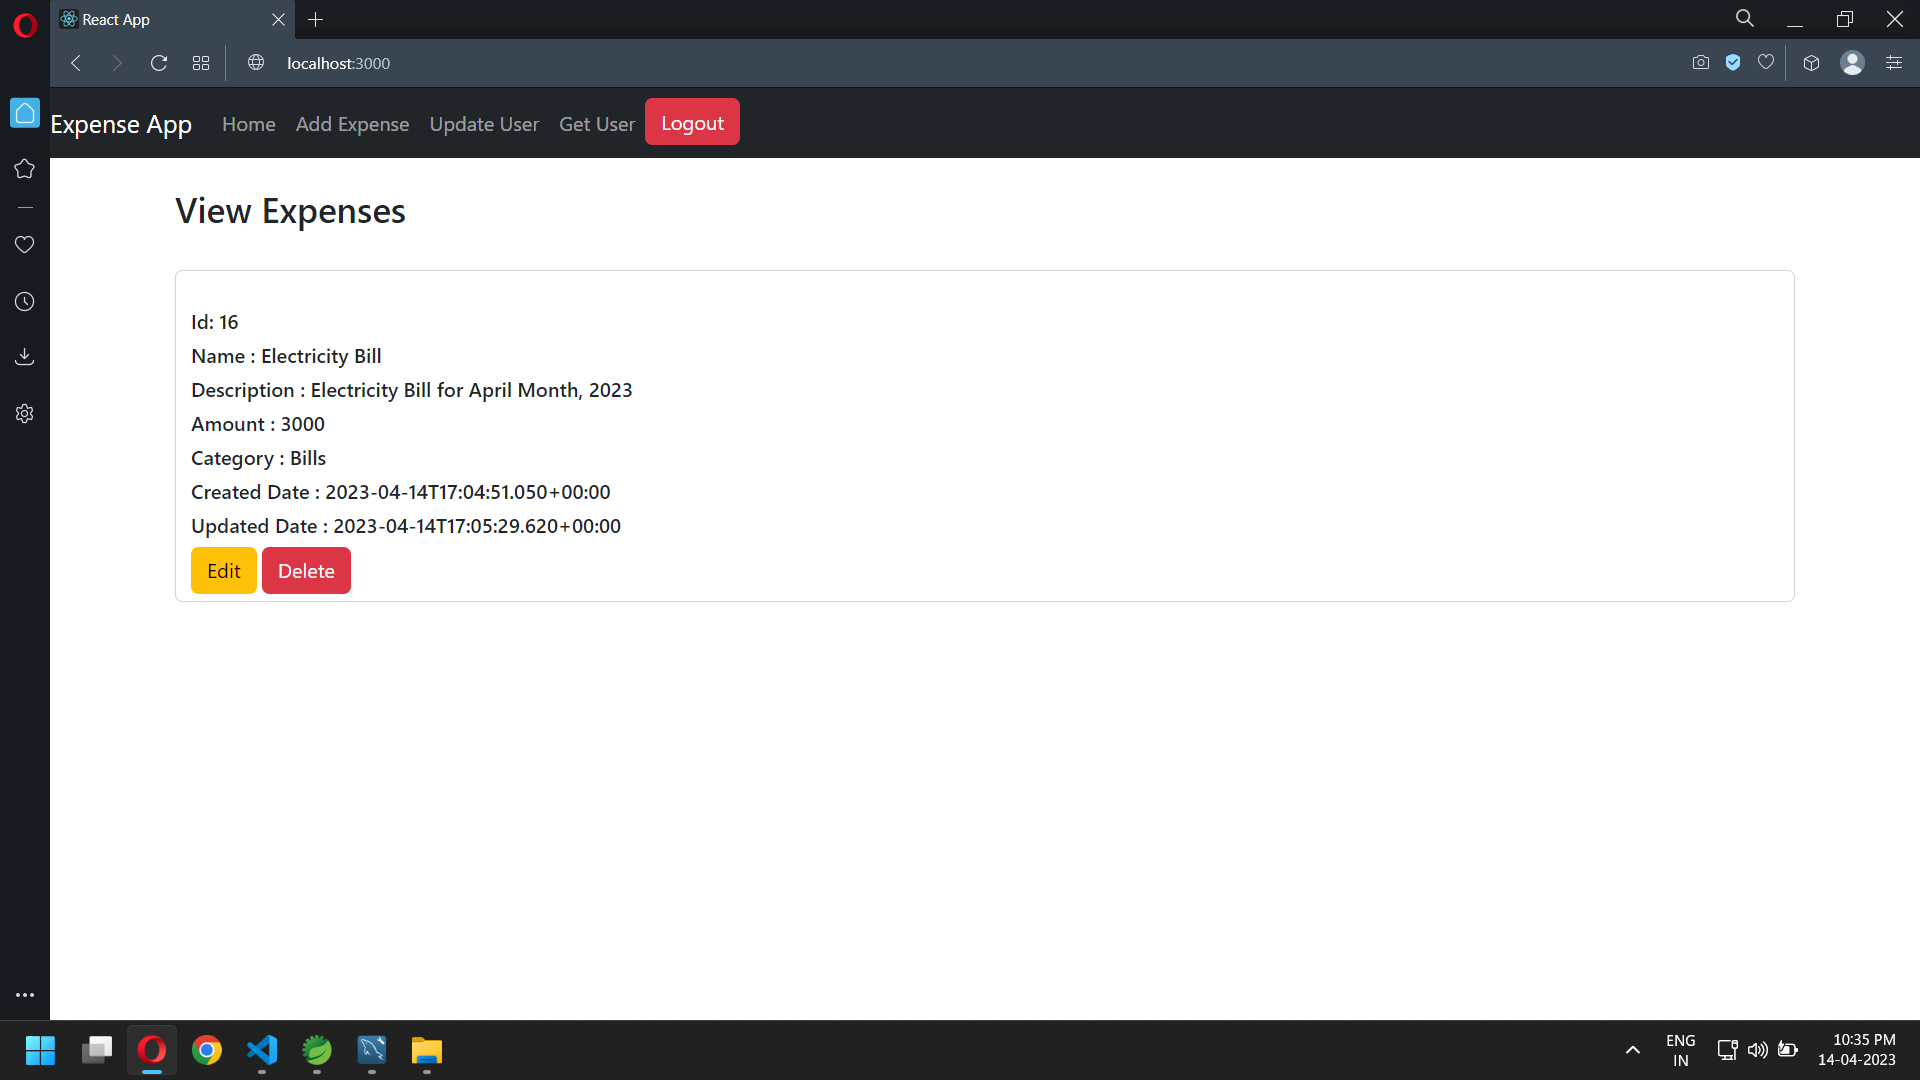 React App
localhost:3000
Expense App Home Add Expense Update User Get User Logout
View Expenses
Id: 16
Name : Electricity Bill
Description : Electricity Bill for April Month, 2023
Amount : 3000
Category : Bills
Created Date : 2023-04-14T17:04:51.050+00:00
Updated Date : 2023-04-14T17:05:29.620+00:00
Edit Delete
ENG
IN
10:35 PM
14-04-2023